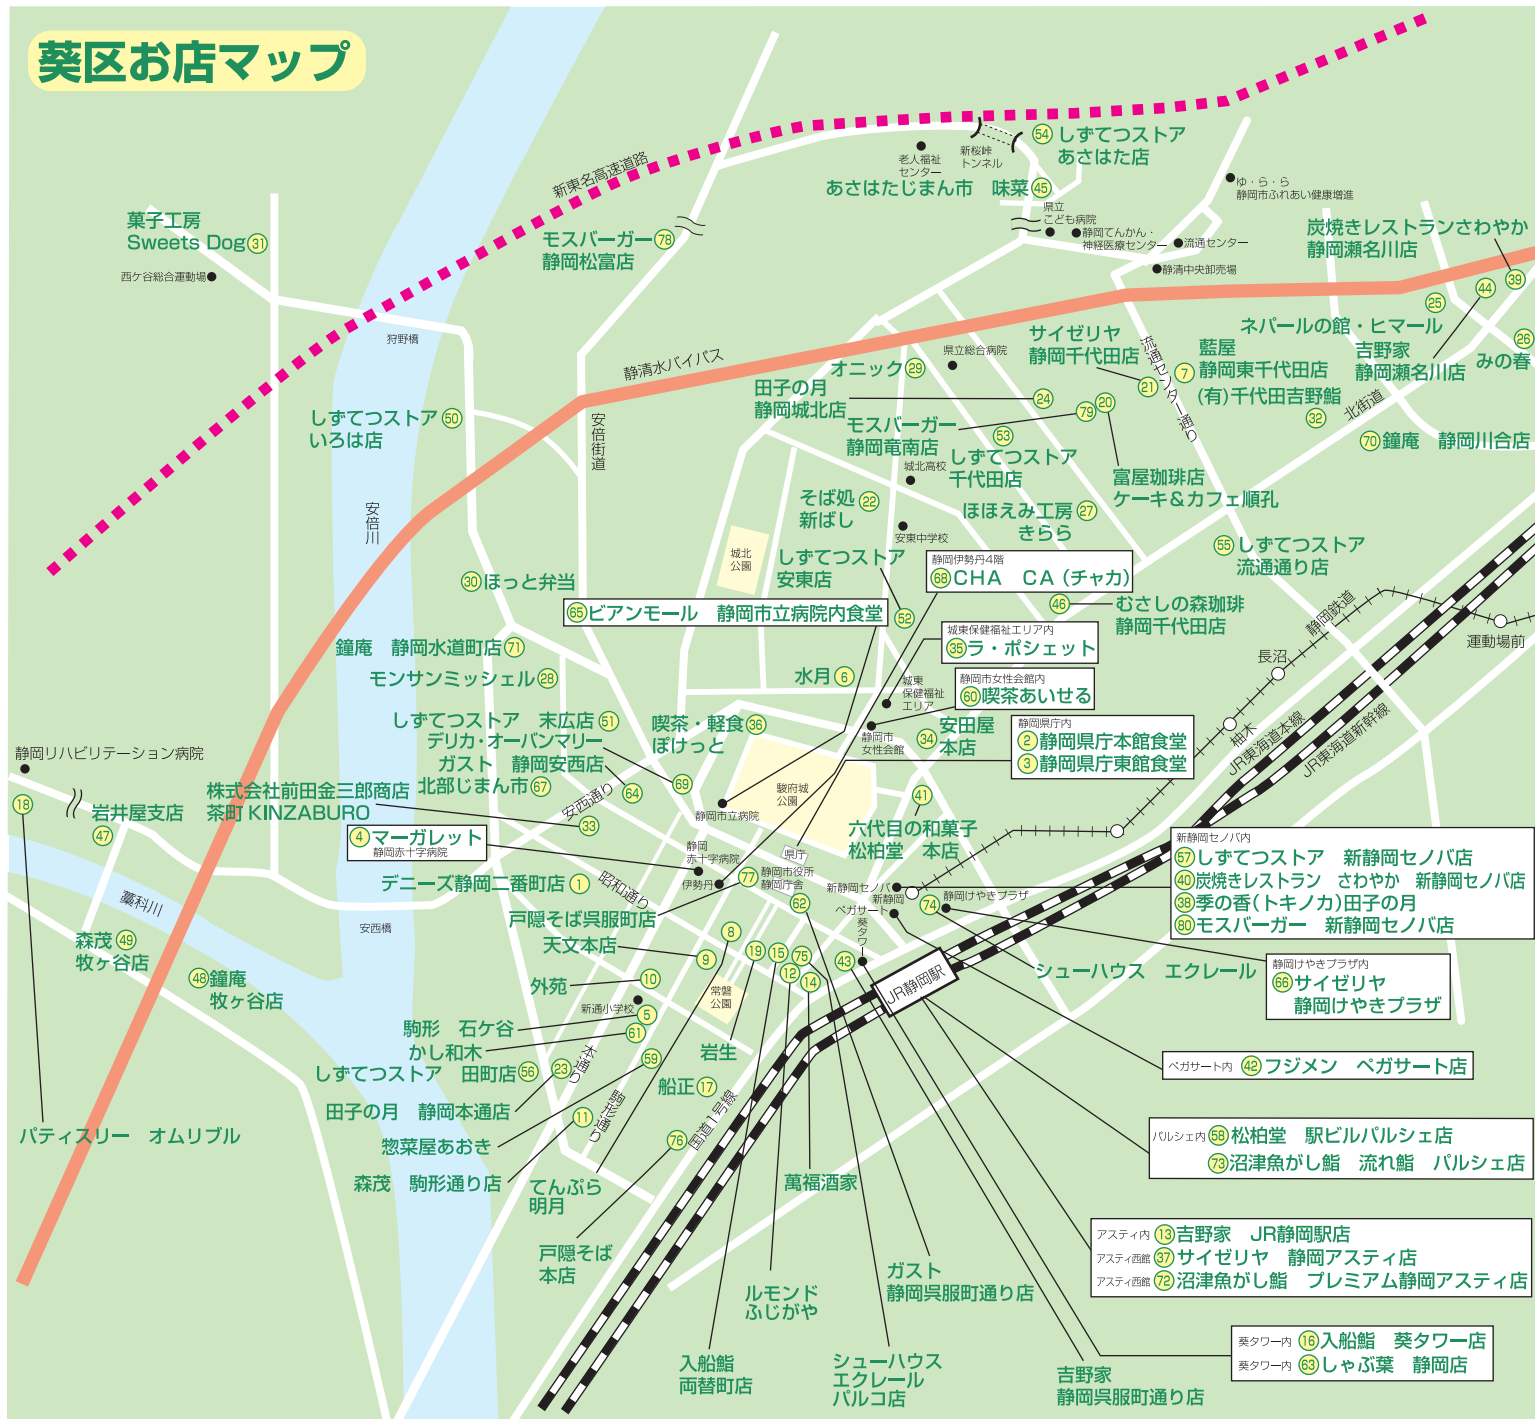 葵区お店マップ
新東名高速道路
54 しずてつストア
あさはた店
老人福祉
センター
新桜峠
トンネル
あさはたじまん市　味菜 45
ゆ・ら・ら
静岡市ふれあい健康増進
県立
こども病院
静岡てんかん・
神経医療センター
流通センター
静清中央卸売場
菓子工房
Sweets Dog 31
西ケ谷総合運動場
モスバーガー 78
静岡松富店
炭焼きレストランさわやか
静岡瀬名川店
39
44
25
ネパールの館・ヒマール
吉野家
静岡瀬名川店
26
みの春
狩野橋
静清水バイパス
県立総合病院
サイゼリヤ
静岡千代田店
21
流通センター通り
7 藍屋
静岡東千代田店
(有)千代田吉野鮨
32
北街道
70 鐘庵　静岡川合店
オニック 29
田子の月
静岡城北店
24
モスバーガー
静岡竜南店
79
20
富屋珈琲店
ケーキ＆カフェ順孔
53
しずてつストア
千代田店
しずてつストア 50
いろは店
安倍街道
安倍川
城北高校
そば処 22
新ばし
ほほえみ工房 27
きらら
安東中学校
城北
公園
しずてつストア
安東店
52
静岡伊勢丹4階
68 CHA　CA（チャカ）
55 しずてつストア
流通通り店
30 ほっと弁当
65 ビアンモール　静岡市立病院内食堂
46 むさしの森珈琲
静岡千代田店
静岡鉄道
運動場前
長沼
柚木
JR東海道本線
JR東海道新幹線
城東保健福祉エリア内
35 ラ・ポシェット
鐘庵　静岡水道町店 71
モンサンミッシェル 28
水月 6
城東
保健福祉
エリア
静岡市女性会館内
60 喫茶あいせる
静岡市
女性会館
34 安田屋
本店
静岡県庁内
2 静岡県庁本館食堂
3 静岡県庁東館食堂
しずてつストア　末広店 51
デリカ・オーバンマリー
69
喫茶・軽食 36
ぽけっと
ガスト　静岡安西店
64
北部じまん市 67
静岡リハビリテーション病院
18
岩井屋支店
47
株式会社前田金三郎商店
茶町 KINZABURO
33
安西通り
駿府城
公園
静岡市立病院
41
六代目の和菓子
松柏堂　本店
4 マーガレット
静岡赤十字病院
静岡
赤十字病院
県庁
伊勢丹
77
静岡市役所
静岡庁舎
デニーズ静岡二番町店 1
昭和通り
戸隠そば呉服町店
62
新静岡セノバ
新静岡
ペガサート
74
静岡けやきプラザ
新静岡セノバ内
57 しずてつストア　新静岡セノバ店
40 炭焼きレストラン　さわやか　新静岡セノバ店
38 季の香（トキノカ）田子の月
80 モスバーガー　新静岡セノバ店
藁科川
安西橋
森茂 49
牧ヶ谷店
48 鐘庵
牧ヶ谷店
天文本店
8
9
19
15
75
12
14
43
葵タワー
JR静岡駅
シューハウス　エクレール
静岡けやきプラザ内
66 サイゼリヤ
静岡けやきプラザ
外苑
10
常磐
公園
新通小学校
駒形　石ケ谷
5
かし和木
61
岩生
しずてつストア　田町店 56
23
59
本通り
船正 17
ペガサート内 42 フジメン　ペガサート店
田子の月　静岡本通店
11
駒形通り
国道1号線
76
パティスリー　オムリブル
惣菜屋あおき
パルシェ内 58 松柏堂　駅ビルパルシェ店
73 沼津魚がし鮨　流れ鮨　パルシェ店
森茂　駒形通り店
てんぷら
明月
萬福酒家
アスティ内 13 吉野家　JR静岡駅店
アスティ西館 37 サイゼリヤ　静岡アスティ店
アスティ西館 72 沼津魚がし鮨　プレミアム静岡アスティ店
戸隠そば
本店
ルモンド
ふじがや
ガスト
静岡呉服町通り店
葵タワー内 16 入船鮨　葵タワー店
葵タワー内 63 しゃぶ葉　静岡店
入船鮨
両替町店
シューハウス
エクレール
パルコ店
吉野家
静岡呉服町通り店